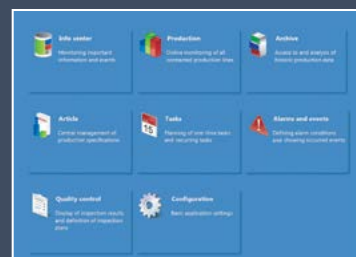 Info center
Monitoring important
information and events
Production
Online monitoring of all
connected production lines
Archive
Access to and analysis of
historic production data
Article
Central management of
production specifications
Tasks
15
Planning of one-time tasks
and recurring tasks
Alarms and events
Defining alarm conditions
and showing occurred events
Quality control
Display of inspection results
and definition of inspection
plans
Configuration
Basic application settings